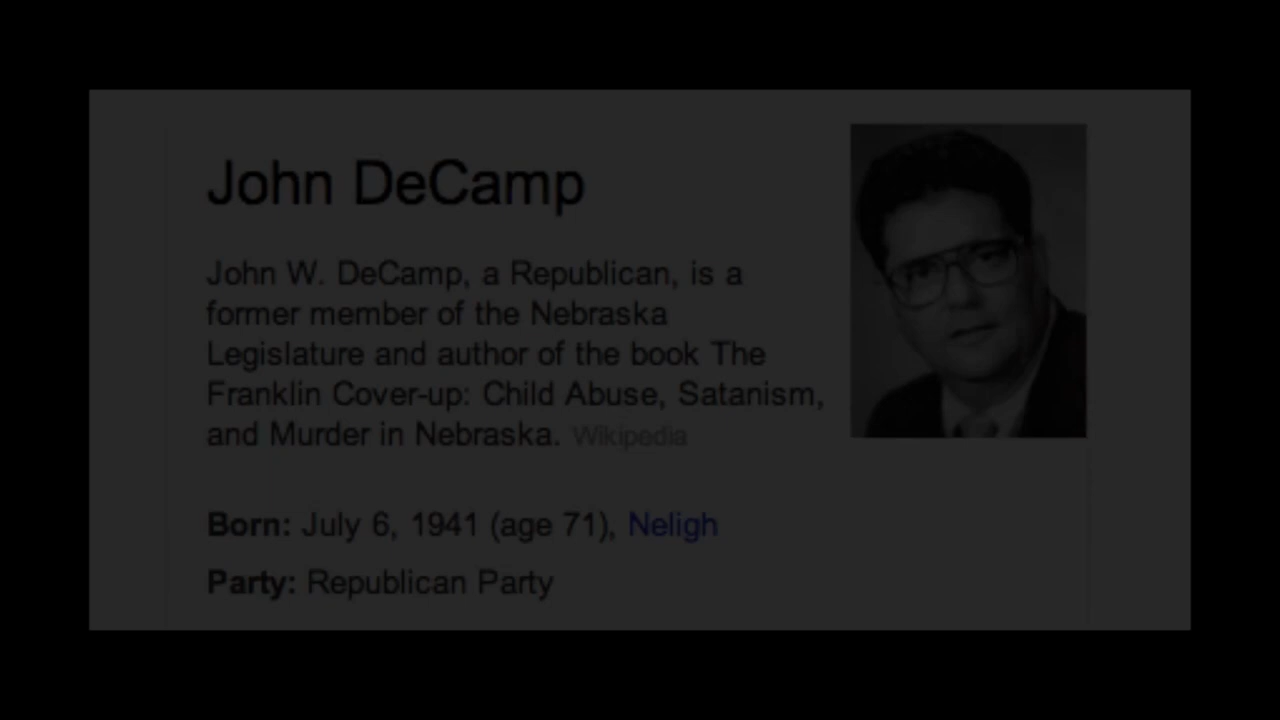 John DeCamp
John W. DeCamp, a Republican, is a
former member of the Nebraska
Legislature and author of the book The
Franklin Cover-up: Child Abuse, Satanism,
and Murder in Nebraska. Wikipedia
Born: July 6, 1941 (age 71), Neligh
Party: Republican Party